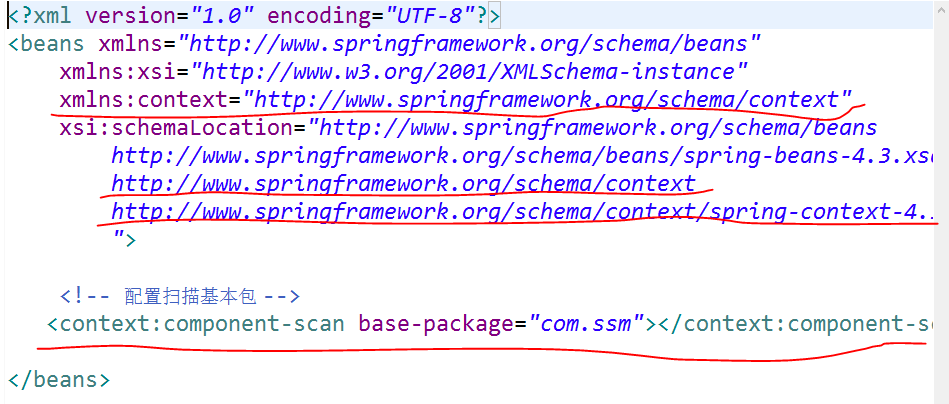 <?xml version="1.0" encoding="UTF-8"?>
<beans xmlns="http://www.springframework.org/schema/beans"
xmlns:xsi="http://www.w3.org/2001/XMLSchema-instance"
xmlns:context="http://www.springframework.org/schema/context"
xsi:schemaLocation="http://www.springframework.org/schema/beans
http://www.springframework.org/schema/beans/spring-beans-4.3.xs
http://www.springframework.org/schema/context
http://www.springframework.org/schema/context/spring-context-4.
">
<!-- 配置扫描基本包 -->
<context:component-scan base-package="com.ssm"></context:component-s
</beans>